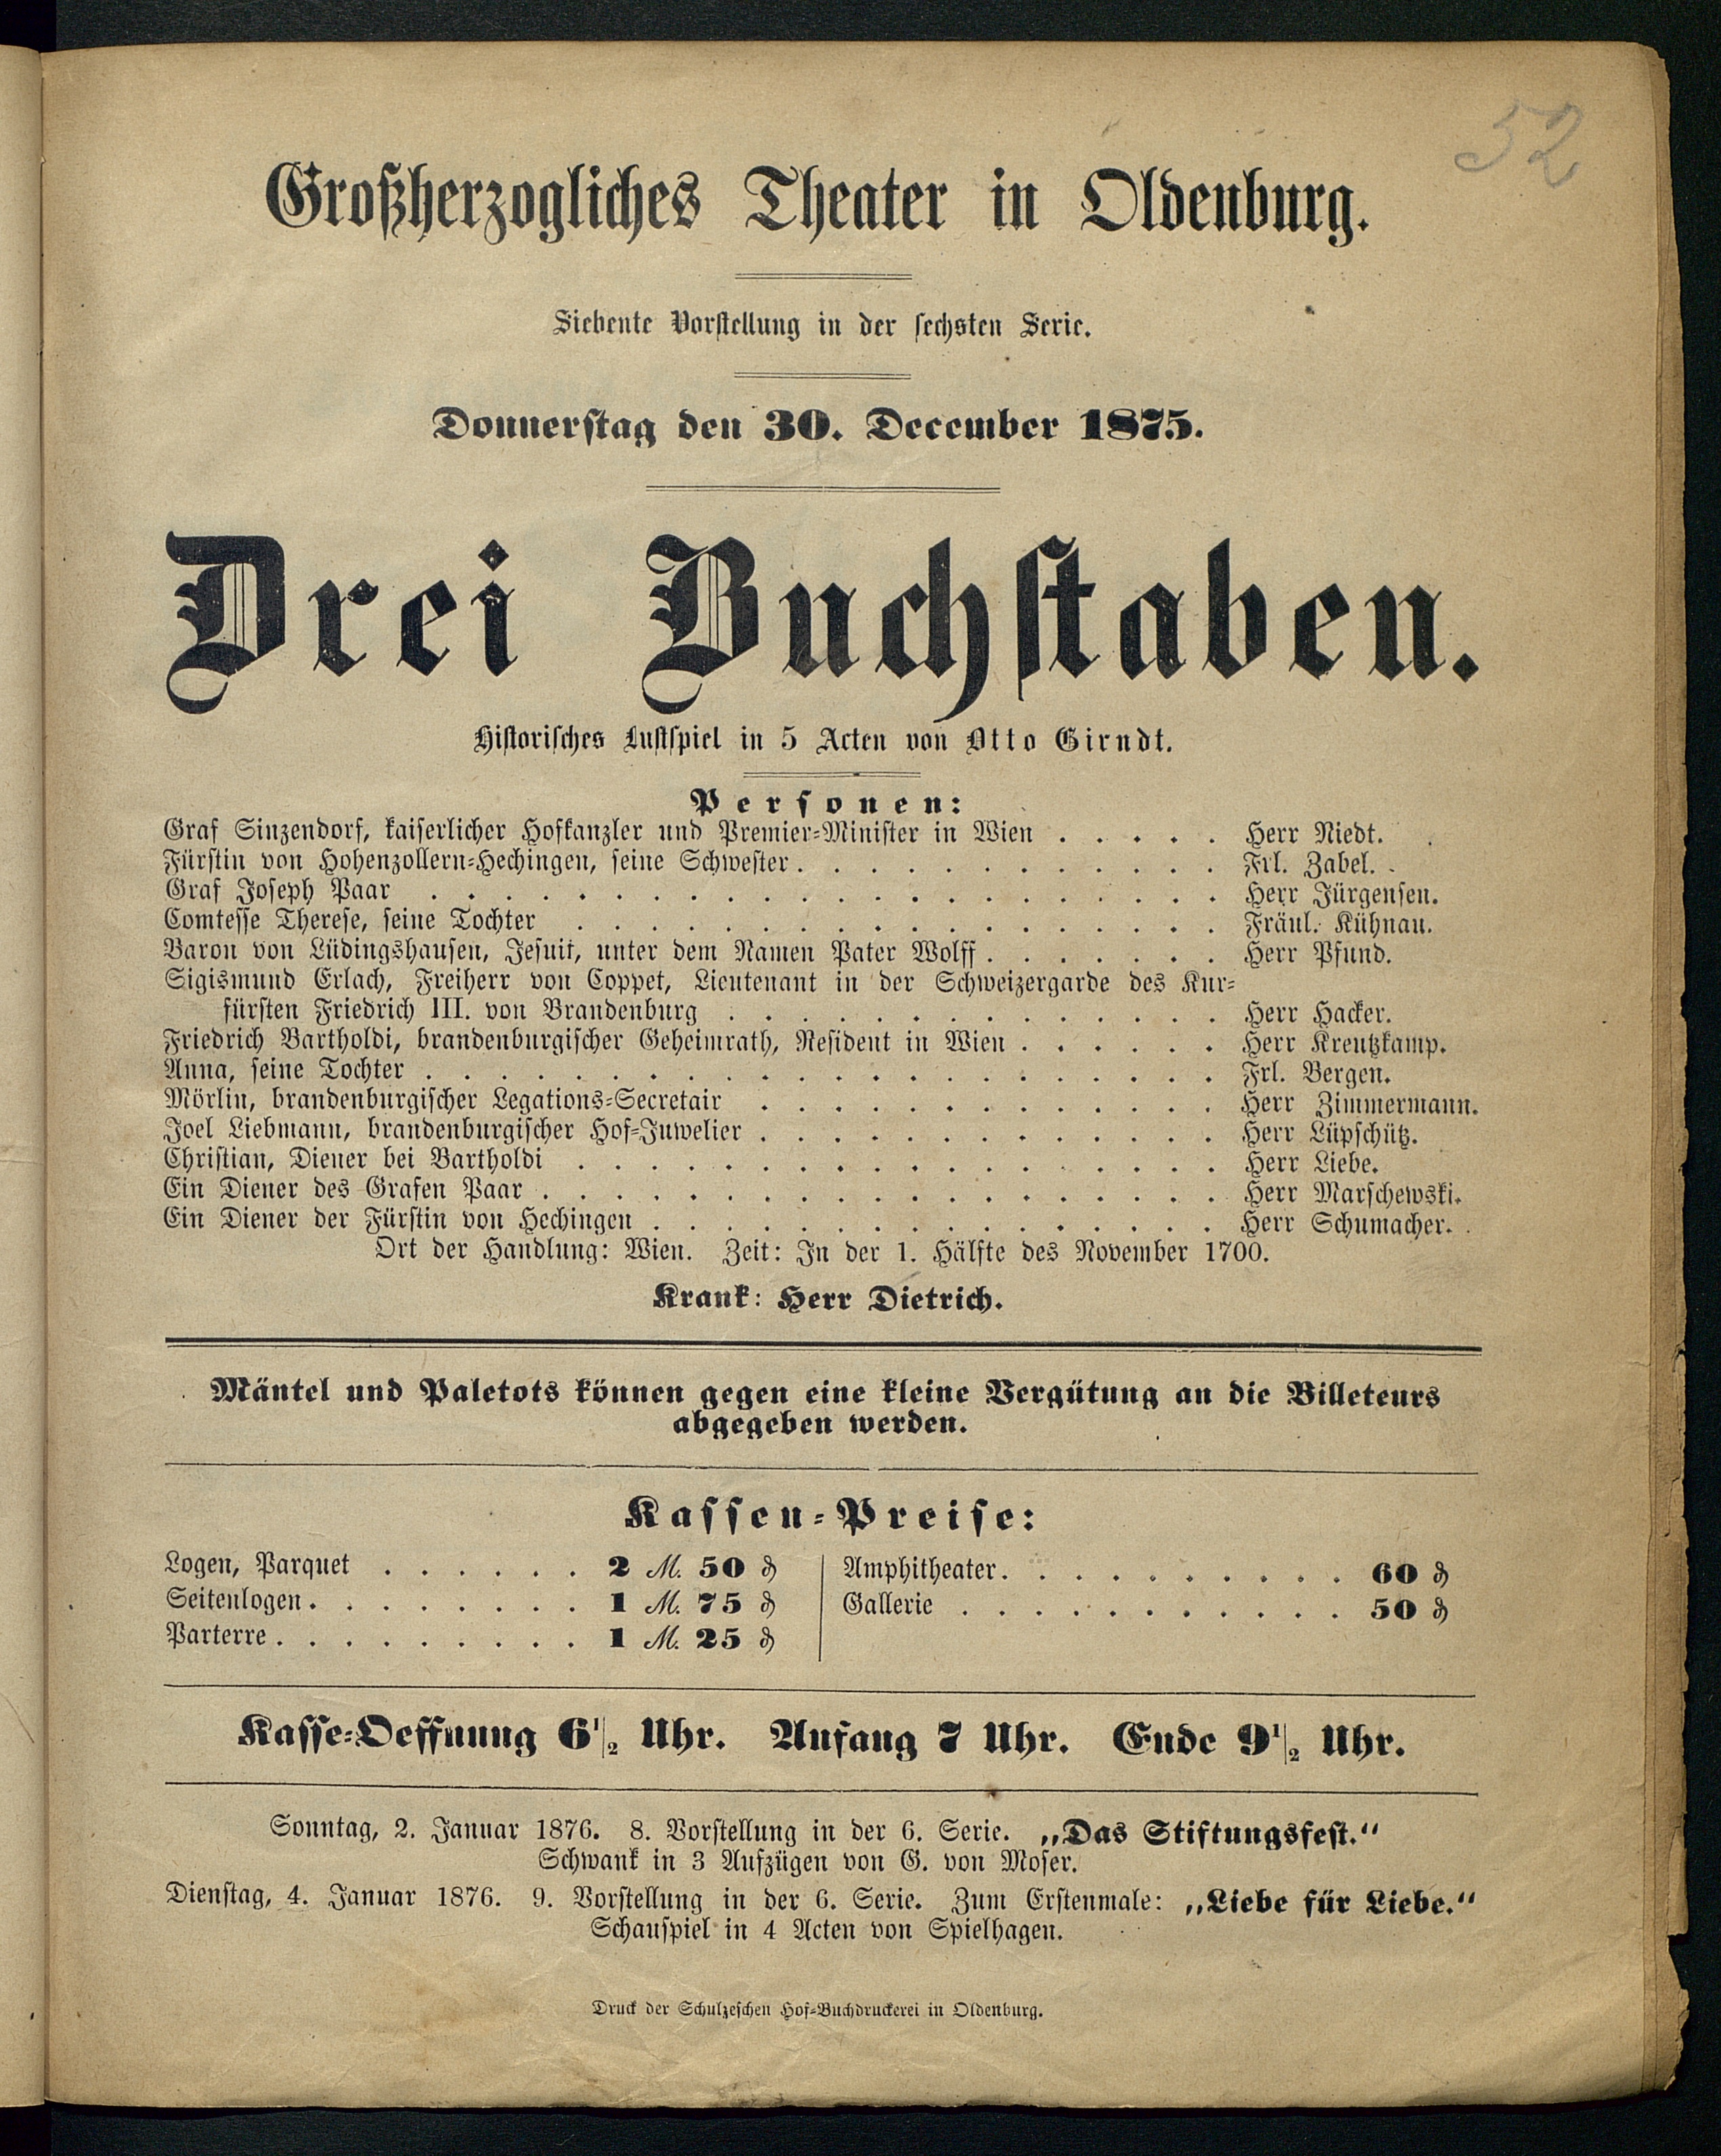 52
Großherzogliches Theater in Oldenburg.
Siebente Vorstellung in der sechsten Serie.
Donnerstag den 30. December 1875.
Drei Buchstaben.
Historisches Lustspiel in 5 Acten von Otto Girndt.
Personen:
Graf Sinzendorf, kaiserlicher Hofkanzler und Premier-Minister in Wien . . . . . Herr Niedt.
Fürstin von Hohenzollern-Hechingen, seine Schwester . . . . . . . . . . . . Frl. Zabel.
Graf Joseph Paar . . . . . . . . . . . . . . . . . . . . . . Herr Jürgensen.
Comtesse Therese, seine Tochter . . . . . . . . . . . . . . . . . . Fräul. Kühnau.
Baron von Lüdingshausen, Jesuit, unter dem Namen Pater Wolff . . . . . . . Herr Pfund.
Sigismund Erlach, Freiherr von Coppet, Lieutenant in der Schweizergarde des Kur-
fürsten Friedrich III. von Brandenburg . . . . . . . . . . . . . . Herr Hacker.
Friedrich Bartholdi, brandenburgischer Geheimrath, Resident in Wien . . . . . . Herr Kreutzkamp.
Anna, seine Tochter . . . . . . . . . . . . . . . . . . . . . . Frl. Bergen.
Mörlin, brandenburgischer Legations-Secretair . . . . . . . . . . . . . Herr Zimmermann.
Joel Liebmann, brandenburgischer Hof-Juwelier . . . . . . . . . . . . . Herr Lüpschütz.
Christian, Diener bei Bartholdi . . . . . . . . . . . . . . . . . . Herr Liebe.
Ein Diener des Grafen Paar . . . . . . . . . . . . . . . . . . . Herr Marschewski.
Ein Diener der Fürstin von Hechingen . . . . . . . . . . . . . . . . Herr Schumacher.
Ort der Handlung: Wien. Zeit: In der 1. Hälfte des November 1700.
Krank: Herr Dietrich.
Mäntel und Paletots können gegen eine kleine Vergütung an die Billeteurs
abgegeben werden.
Kassen-Preise:
Logen, Parquet . . . . . . 2 M. 50 ₰
Seitenlogen . . . . . . . . 1 M. 75 ₰
Parterre . . . . . . . . . 1 M. 25 ₰
Amphitheater . . . . . . . . . . 60 ₰
Gallerie . . . . . . . . . . . 50 ₰
Kasse-Oeffnung 6 1/2 Uhr. Anfang 7 Uhr. Ende 9 1/2 Uhr.
Sonntag, 2. Januar 1876. 8. Vorstellung in der 6. Serie. „Das Stiftungsfest.“
Schwank in 3 Aufzügen von G. von Moser.
Dienstag, 4. Januar 1876. 9. Vorstellung in der 6. Serie. Zum Erstenmale: „Liebe für Liebe.“
Schauspiel in 4 Acten von Spielhagen.
Druck der Schulzeschen Hof-Buchdruckerei in Oldenburg.